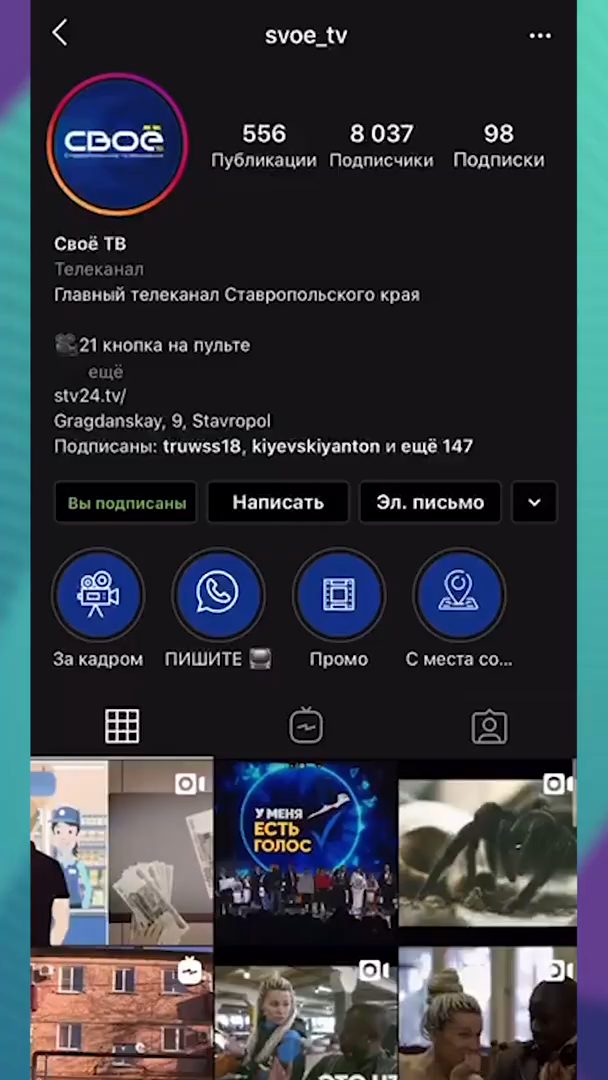 svoe_tv
СВОЁ
556
8 037
98
Публикации
Подписчики
Подписки
Своё ТВ
Телеканал
Главный телеканал Ставропольского края
21 кнопка на пульте
ещё
stv24.tv/
Gragdanskay, 9, Stavropol
Подписаны: truwss18, kiyevskiyanton и ещё 147
Вы подписаны
Написать
Эл. письмо
За кадром
ПИШИТЕ
Промо
С места со...
У МЕНЯ
ЕСТЬ
ГОЛОС